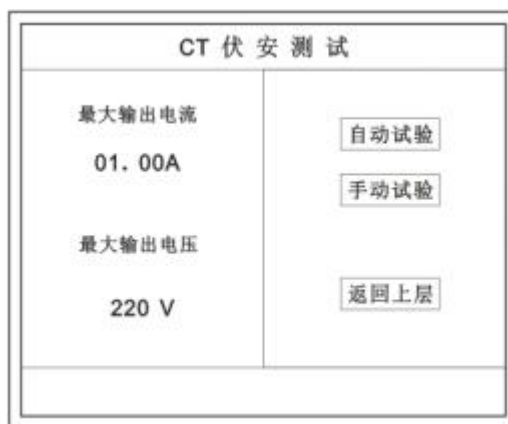 CT 伏 安 测 试
最大输出电流
01. 00A
最大输出电压
220 V
自动试验
手动试验
返回上层